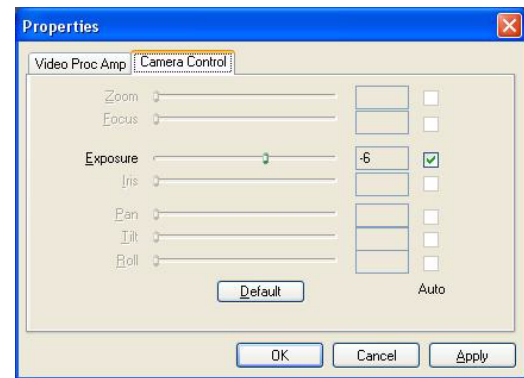 Properties
Video Proc Amp Camera Control
Zoom
Focus
Exposure -6
Iris
Pan
Tilt
Roll
Default Auto
OK Cancel Apply